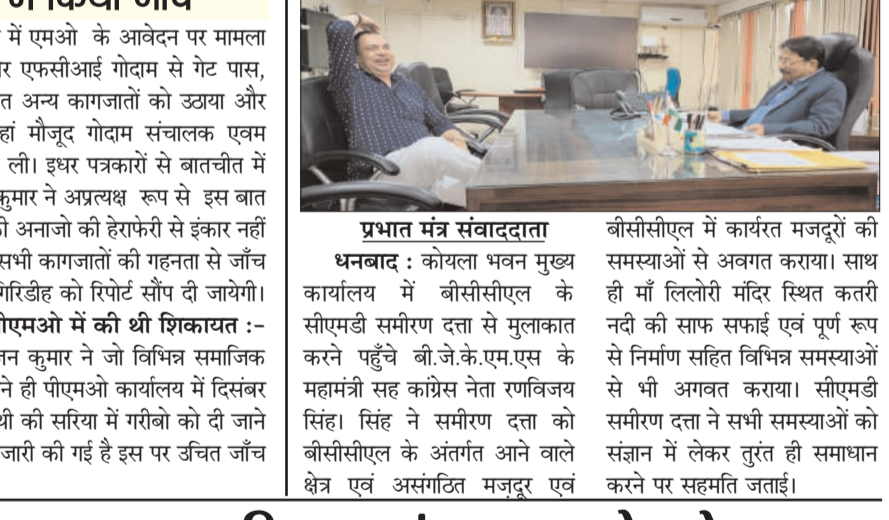 में एमओ के आवेदन पर मामला
एफसीआई गोदाम से गेट पास,
अन्य कागजातों को उठाया और
मौजूद गोदाम संचालक एवम
ली। इधर पत्रकारों से बातचीत में
कुमार ने अप्रत्यक्ष रूप से इस बात
अनाजो की हेराफेरी से इंकार नहीं
सभी कागजातों की गहनता से जाँच
गिरिडीह को रिपोर्ट सौंप दी जायेगी।
पीएमओ में की थी शिकायत :-
कुमार ने जो विभिन्न समाजिक
ने ही पीएमओ कार्यालय में दिसंबर
थी की सरिया में गरीबो को दी जाने
जारी की गई है इस पर उचित जाँच
प्रभात मंत्र संवाददाता
धनबाद : कोयला भवन मुख्य
कार्यालय में बीसीसीएल के
सीएमडी समीरण दत्ता से मुलाकात
करने पहुँचे बी.जे.के.एम.एस के
महामंत्री सह कांग्रेस नेता रणविजय
सिंह। सिंह ने समीरण दत्ता को
बीसीसीएल के अंतर्गत आने वाले
क्षेत्र एवं असंगठित मजदूर एवं
बीसीसीएल में कार्यरत मजदूरों की
समस्याओं से अवगत कराया। साथ
ही माँ लिलोरी मंदिर स्थित कतरी
नदी की साफ सफाई एवं पूर्ण रूप
से निर्माण सहित विभिन्न समस्याओं
से भी अगवत कराया। सीएमडी
समीरण दत्ता ने सभी समस्याओं को
संज्ञान में लेकर तुरंत ही समाधान
करने पर सहमति जताई।